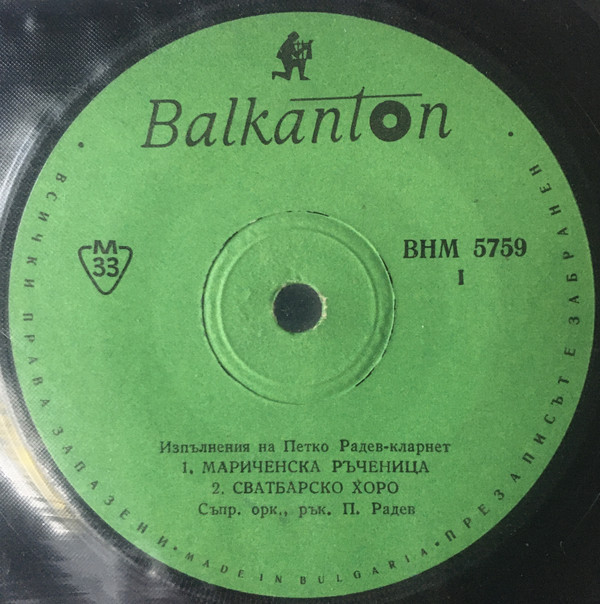 Balkanton
М
33
ВНМ 5759
I
Изпълнения на Петко Радев-кларнет
1. МАРИЧЕНСКА РЪЧЕНИЦА
2. СВАТБАРСКО ХОРО
Съпр. орк., рък. П. Радев
• ВСИЧКИ ПРАВА ЗАПАЗЕНИ • MADE IN BULGARIA • ПРЕЗАПИСЪТ Е ЗАБРАНЕН •